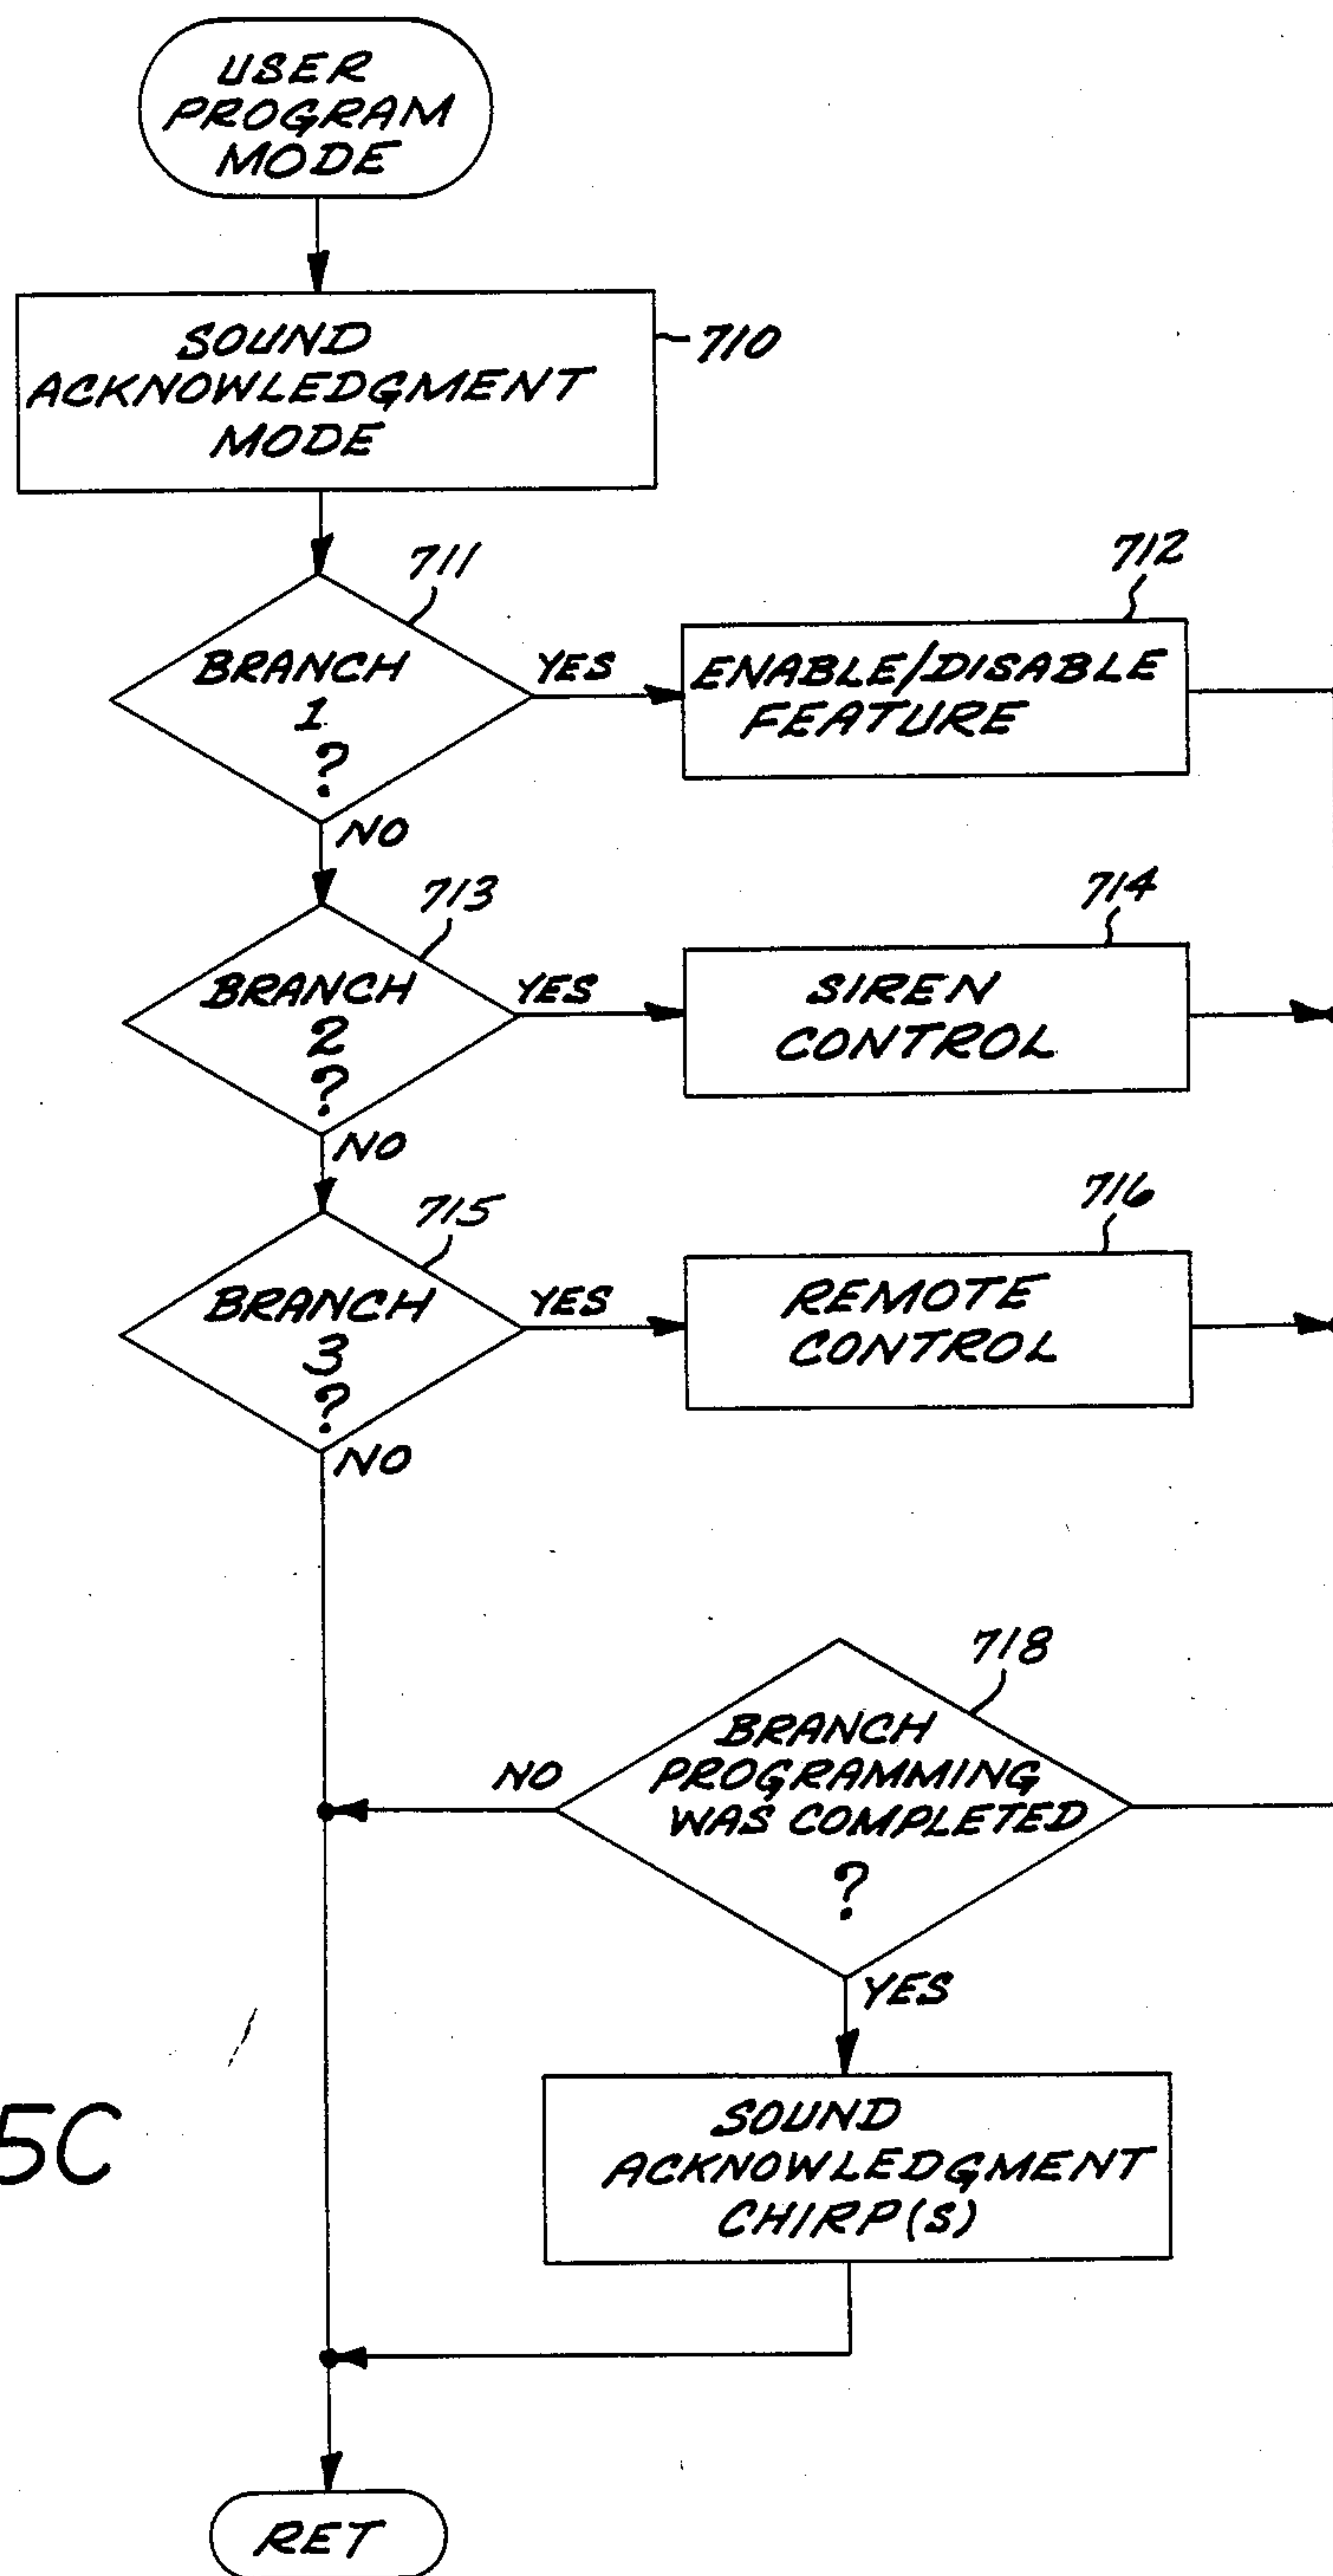 USER
PROGRAM
MODE
SOUND
ACKNOWLEDGMENT
MODE
710
711
BRANCH
1
?
YES
NO
712
ENABLE/DISABLE
FEATURE
713
BRANCH
2
?
YES
NO
714
SIREN
CONTROL
715
BRANCH
3
?
YES
NO
716
REMOTE
CONTROL
718
BRANCH
PROGRAMMING
WAS COMPLETED
?
NO
YES
SOUND
ACKNOWLEDGMENT
CHIRP(S)
5C
RET